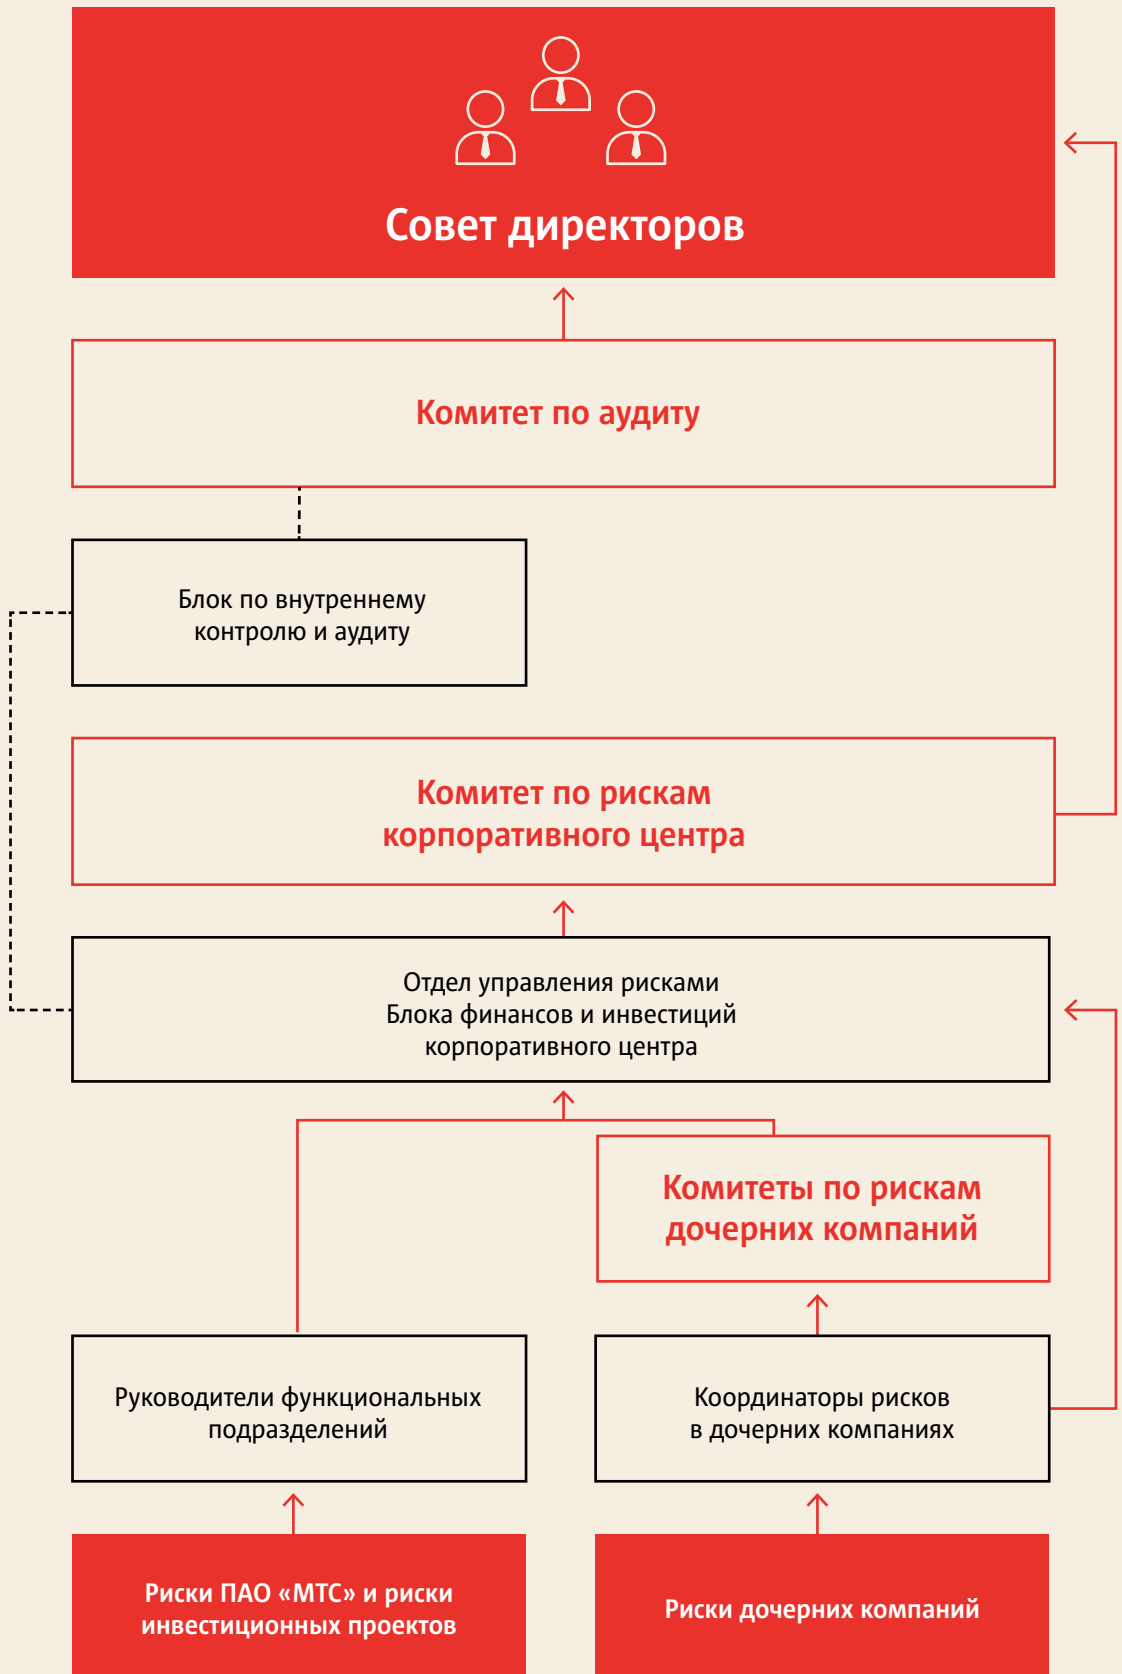 Совет директоров
Комитет по аудиту
Блок по внутреннему
контролю и аудиту
Комитет по рискам
корпоративного центра
Отдел управления рисками
Блока финансов и инвестиций
корпоративного центра
Комитеты по рискам
дочерних компаний
Руководители функциональных
подразделений
Координаторы рисков
в дочерних компаниях
Риски ПАО «МТС» и риски
инвестиционных проектов
Риски дочерних компаний